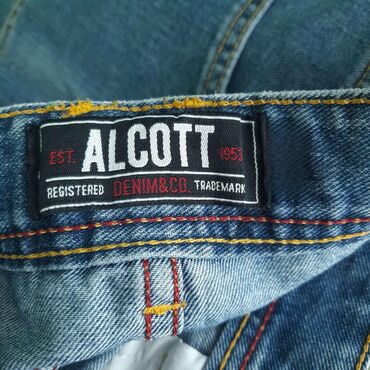 EST. ALCOTT 1953
REGISTERED DENIM&CO. TRADEMARK